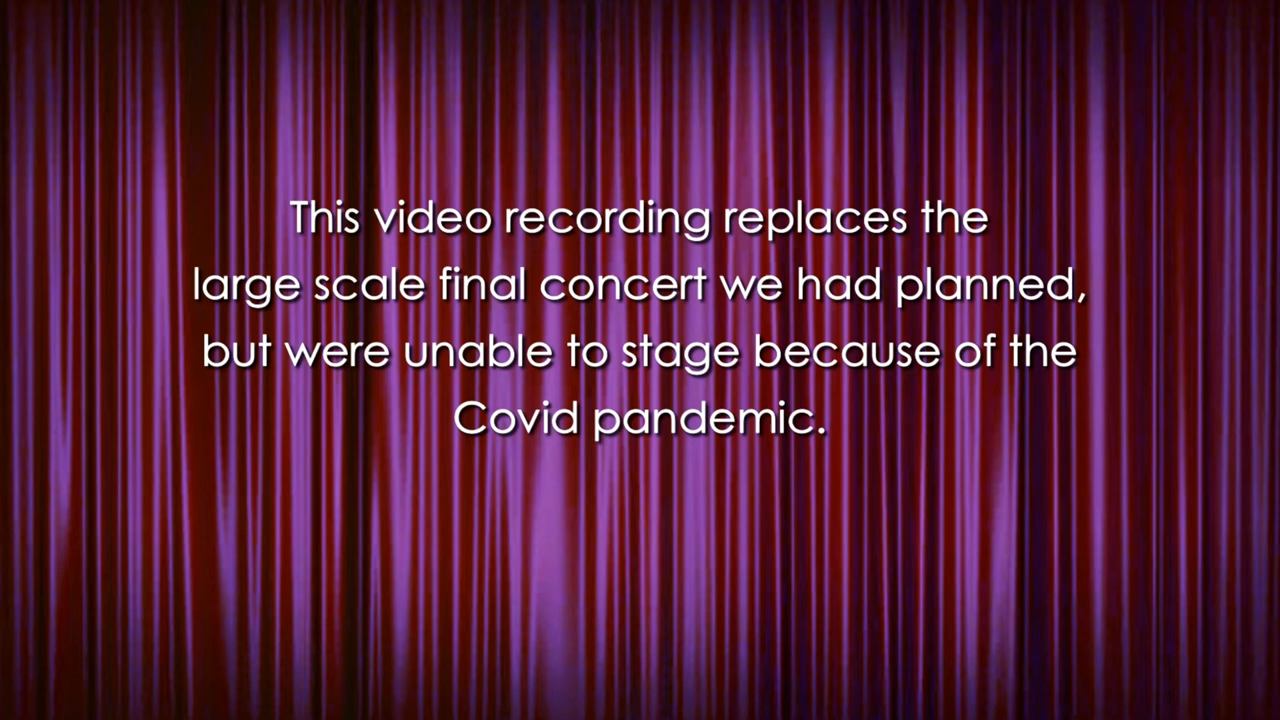 This video recording replaces the
large scale final concert we had planned,
but were unable to stage because of the
Covid pandemic.